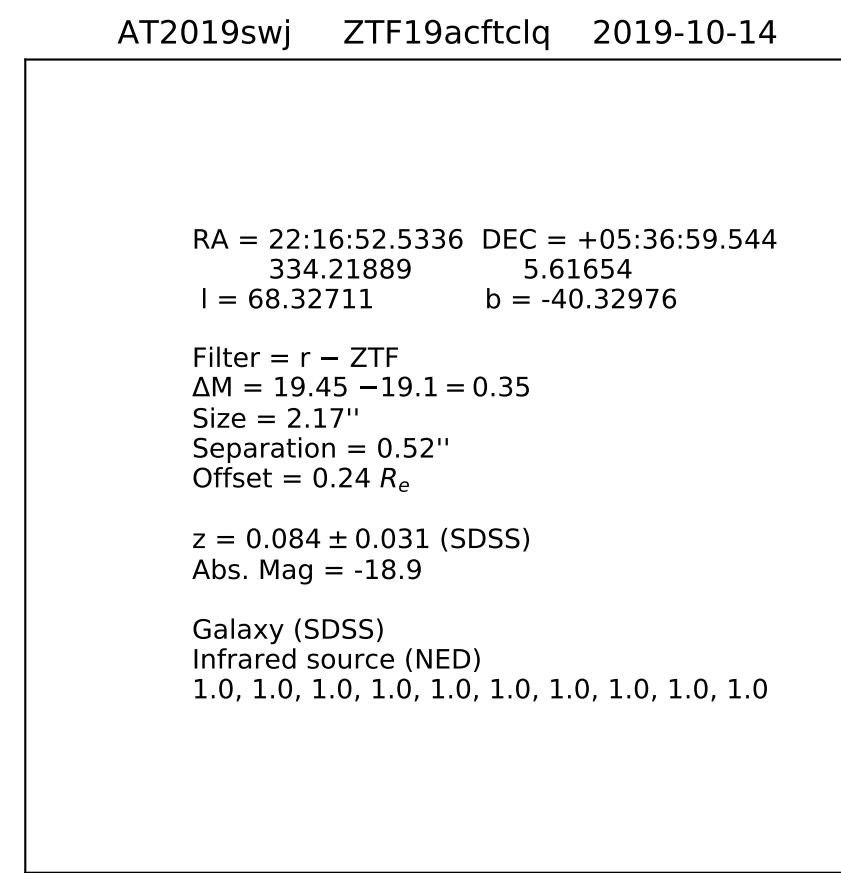 AT2019swj ZTF19acftclq 2019-10-14
RA = 22:16:52.5336 DEC = +05:36:59.544
334.21889 5.61654
l = 68.32711 b = -40.32976
Filter = r − ZTF
ΔM = 19.45 −19.1 = 0.35
Size = 2.17''
Separation = 0.52''
Offset = 0.24 Re
z = 0.084 ± 0.031 (SDSS)
Abs. Mag = -18.9
Galaxy (SDSS)
Infrared source (NED)
1.0, 1.0, 1.0, 1.0, 1.0, 1.0, 1.0, 1.0, 1.0, 1.0